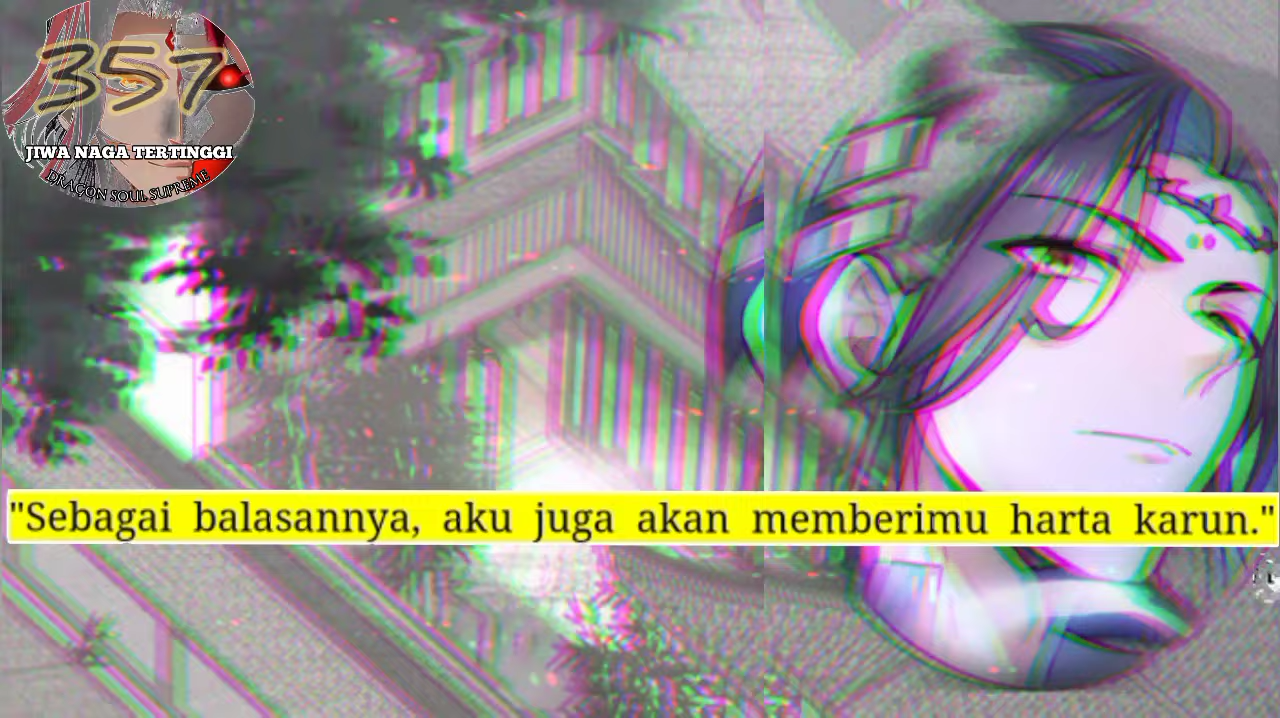 357
JIWA NAGA TERTINGGI
DRAGON SOUL SUPREME
"Sebagai balasannya, aku juga akan memberimu harta karun."